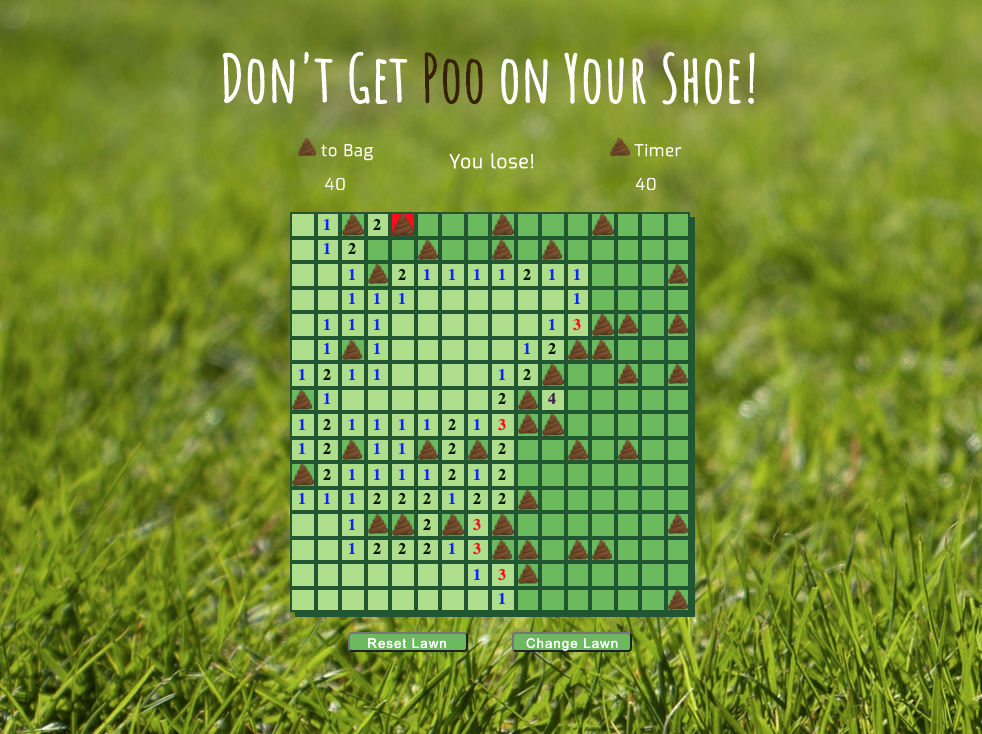 Don't Get Poo on Your Shoe!
to Bag
You lose!
Timer
40
40
1 2
1 2
1 2 1 1 1 1 2 1 1
1 1 1 1
1 1 1 1 3
1 1 1 2
1 2 1 1 1 2
1 2 4
1 2 1 1 1 1 2 1 3
1 2 1 1 2 2
2 1 1 1 1 2 1 2
1 1 1 2 2 2 1 2 2
1 2 3
1 2 2 2 1 3
1 3
1
Reset Lawn
Change Lawn